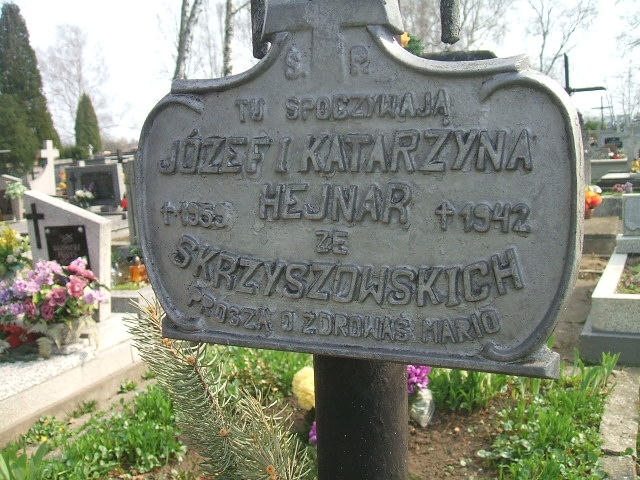 Ś. P.
TU SPOCZYWAJĄ
JÓZEF I KATARZYNA
†1959 HEJNAR †1942
ZE
SKRZYSZOWSKICH
PROSZĄ O ZDROWAŚ MARIO